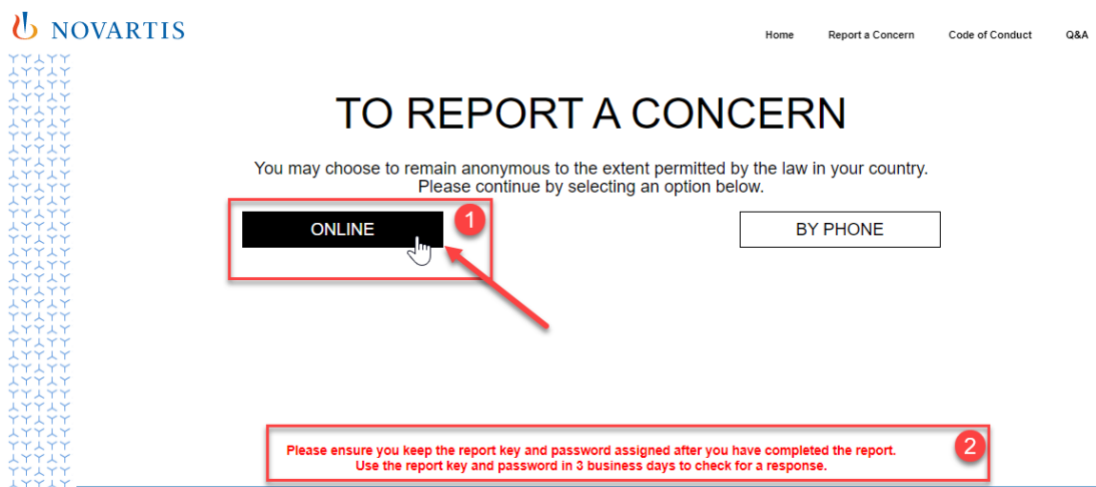 NOVARTIS
Home Report a Concern Code of Conduct Q&A
TO REPORT A CONCERN
You may choose to remain anonymous to the extent permitted by the law in your country.
Please continue by selecting an option below.
ONLINE
1
BY PHONE
2
Please ensure you keep the report key and password assigned after you have completed the report.
Use the report key and password in 3 business days to check for a response.